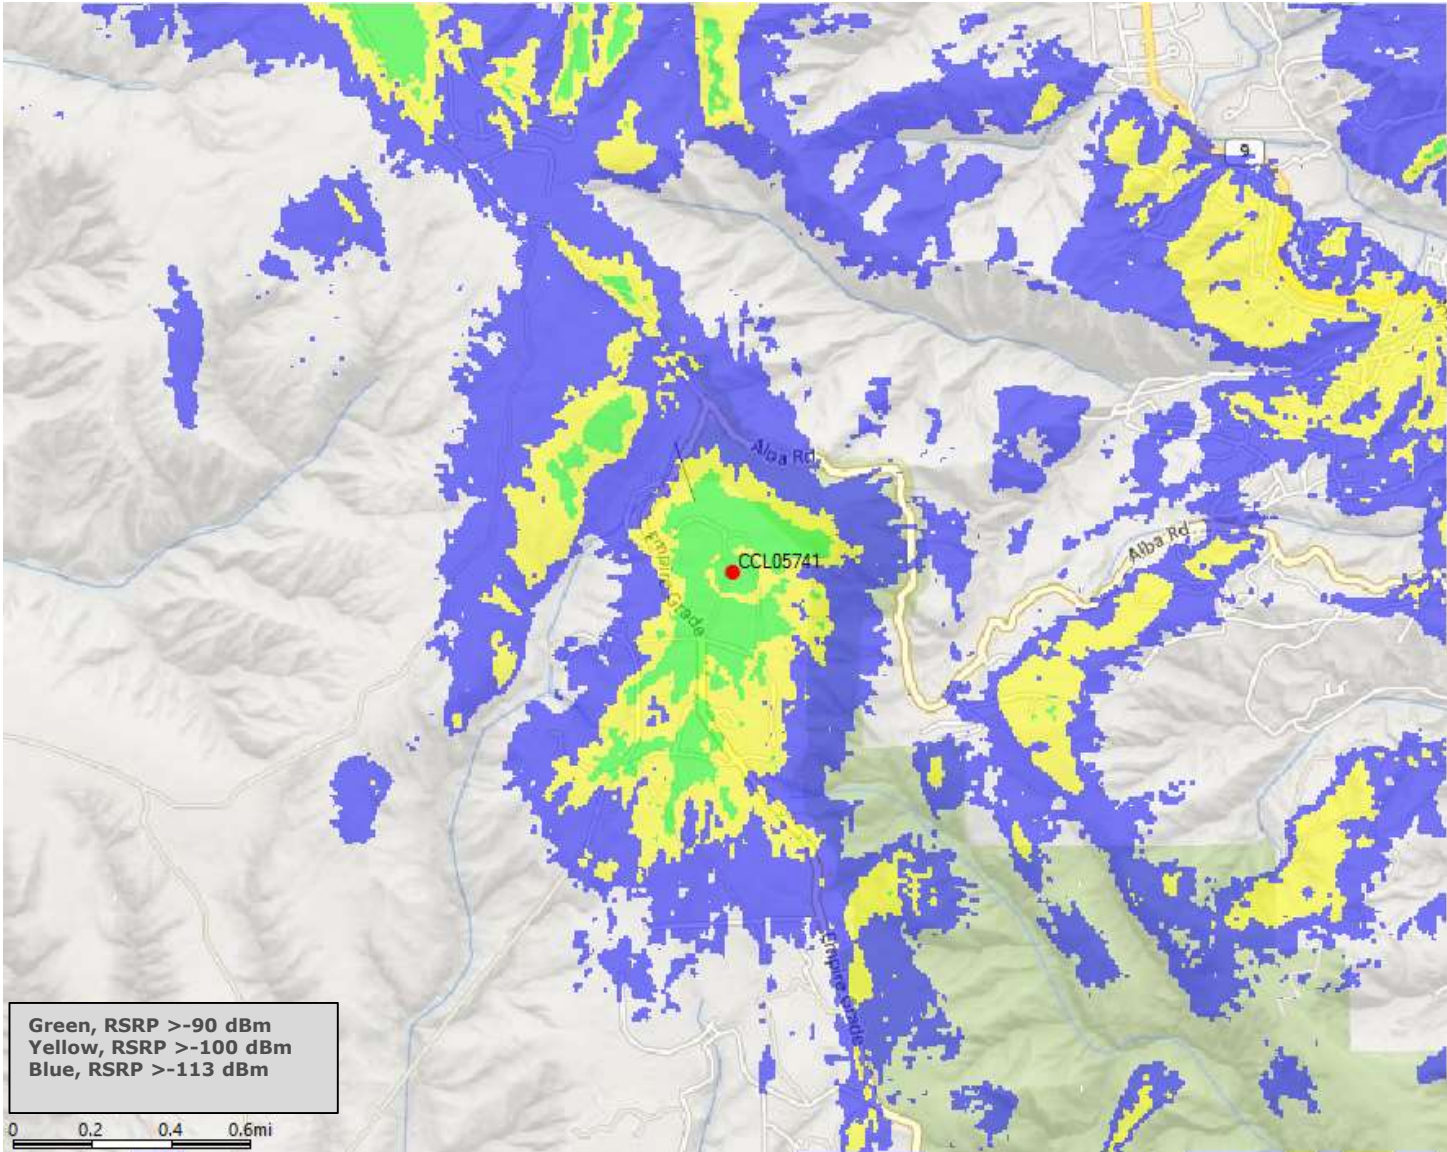 9
Alba Rd
CCL05741
Empire Grade
Alba Rd
Empire Grade
Green, RSRP >-90 dBm
Yellow, RSRP >-100 dBm
Blue, RSRP >-113 dBm
0 0.2 0.4 0.6mi